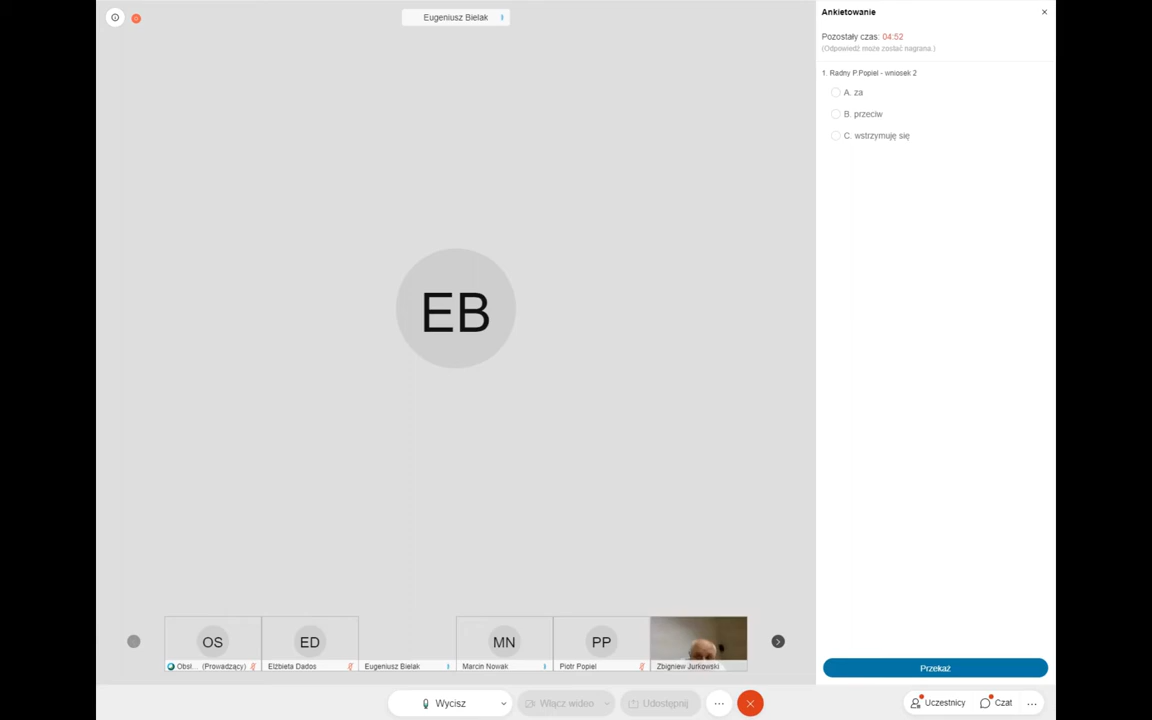 Eugeniusz Bielak
Ankietowanie
Pozostały czas: 04:52
(Odpowiedź może zostać nagrana.)
1. Radny P.Popiel - wniosek 2
A. za
B. przeciw
C. wstrzymuję się
EB
OS
ED
MN
PP
Obsł... (Prowadzący)
Elżbieta Dados
Eugeniusz Bielak
Marcin Nowak
Piotr Popiel
Zbigniew Jurkowski
Przekaż
Wycisz
Włącz wideo
Udostępnij
Uczestnicy
Czat